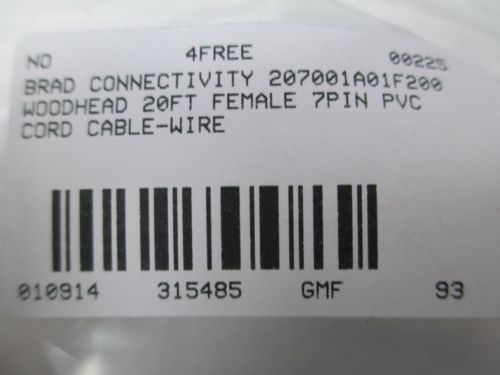 NO 4FREE 00225
BRAD CONNECTIVITY 207001A01F200
WOODHEAD 20FT FEMALE 7PIN PVC
CORD CABLE-WIRE
010914 315485 GMF 93